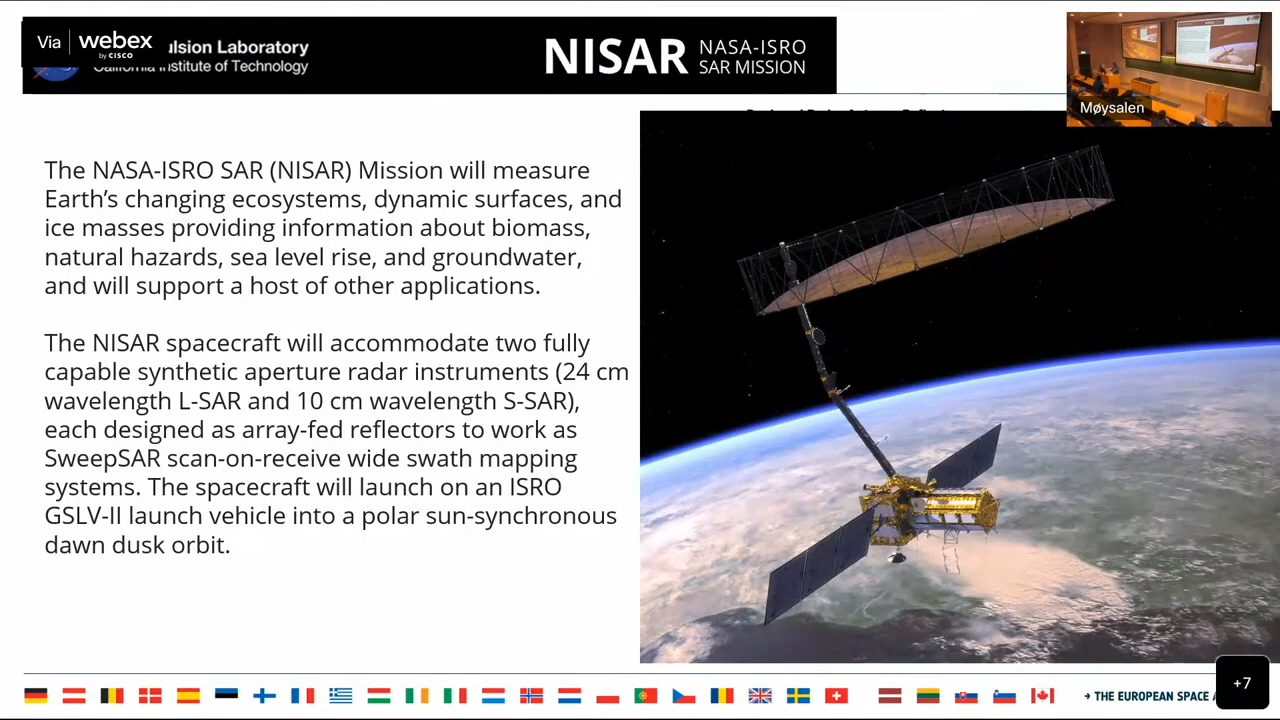 Via webex
by CISCO
Laboratory
California Institute of Technology
NISAR NASA-ISRO
SAR MISSION
Møysalen
The NASA-ISRO SAR (NISAR) Mission will measure
Earth’s changing ecosystems, dynamic surfaces, and
ice masses providing information about biomass,
natural hazards, sea level rise, and groundwater,
and will support a host of other applications.
The NISAR spacecraft will accommodate two fully
capable synthetic aperture radar instruments (24 cm
wavelength L-SAR and 10 cm wavelength S-SAR),
each designed as array-fed reflectors to work as
SweepSAR scan-on-receive wide swath mapping
systems. The spacecraft will launch on an ISRO
GSLV-II launch vehicle into a polar sun-synchronous
dawn dusk orbit.
→ THE EUROPEAN SPACE
+7